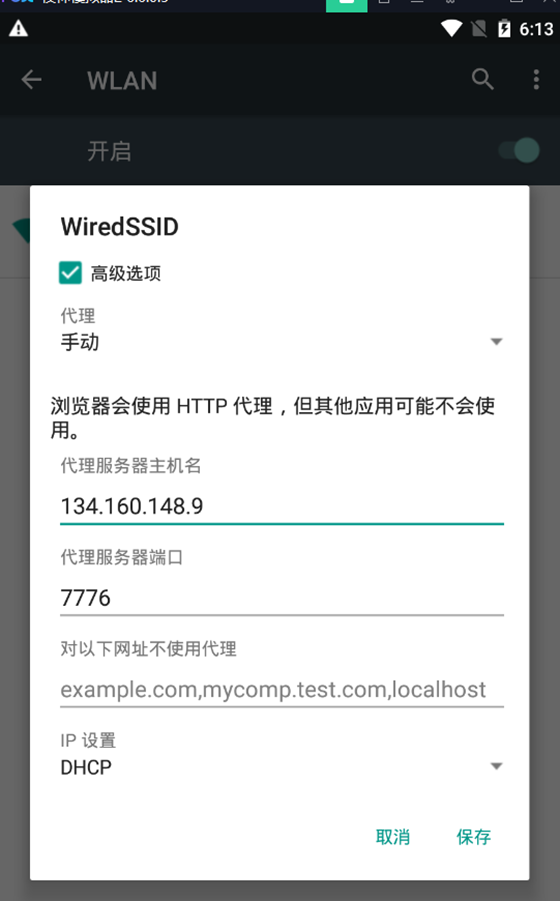 6:13
WLAN
开启
WiredSSID
高级选项
代理
手动
浏览器会使用 HTTP 代理，但其他应用可能不会使
用。
代理服务器主机名
134.160.148.9
代理服务器端口
7776
对以下网址不使用代理
example.com,mycomp.test.com,localhost
IP 设置
DHCP
取消 保存